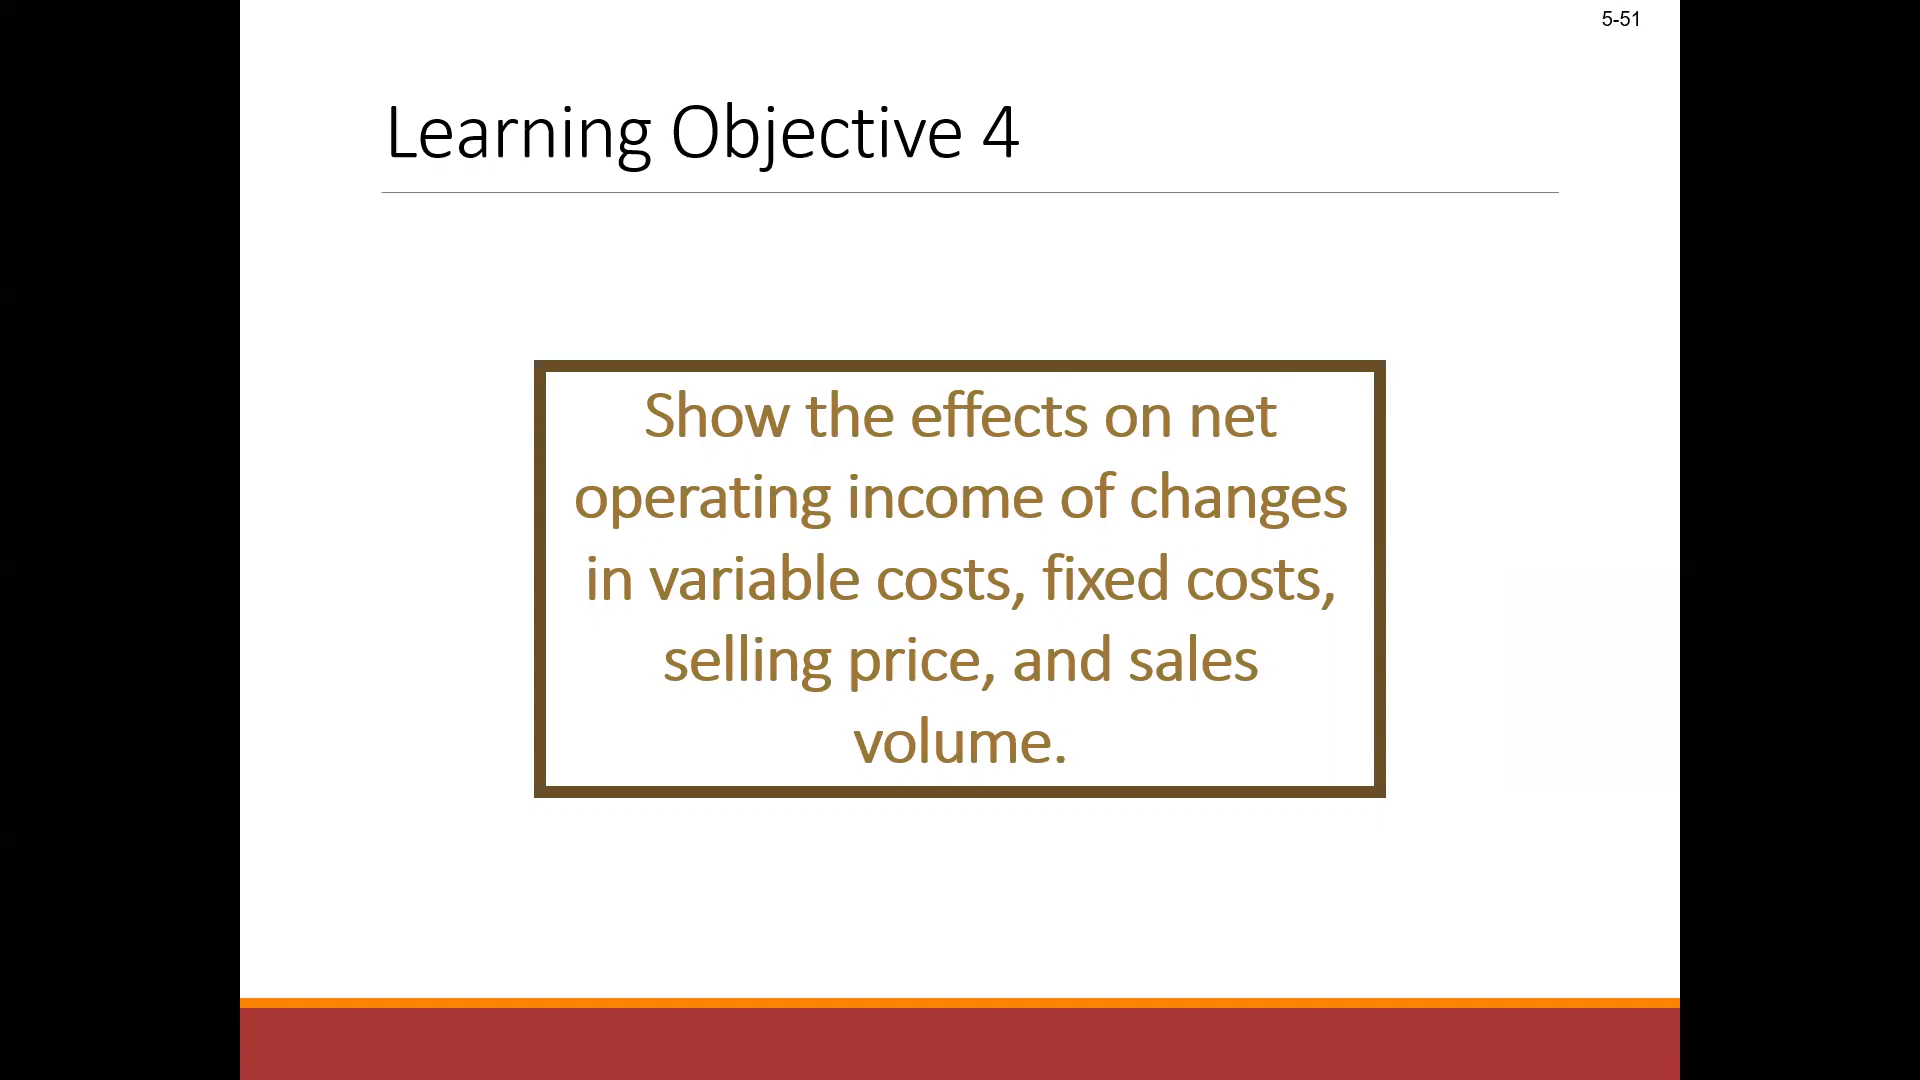 5-51
Learning Objective 4
Show the effects on net
operating income of changes
in variable costs, fixed costs,
selling price, and sales
volume.